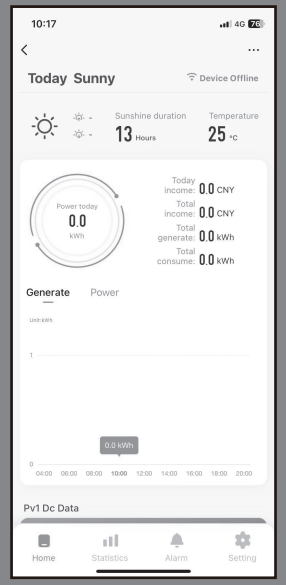 10:17
4G 76
Today Sunny
Device Offline
-
-
Sunshine duration
13 Hours
Temperature
25 °C
Power today
0.0
kWh
Today
income: 0.0 CNY
Total
income: 0.0 CNY
Total
generate: 0.0 kWh
Total
consume: 0.0 kWh
Generate Power
Unit:kWh
1
0.0 kWh
0
04:00 06:00 08:00 10:00 12:00 14:00 16:00 18:00 20:00
Pv1 Dc Data
Home Statistics Alarm Setting